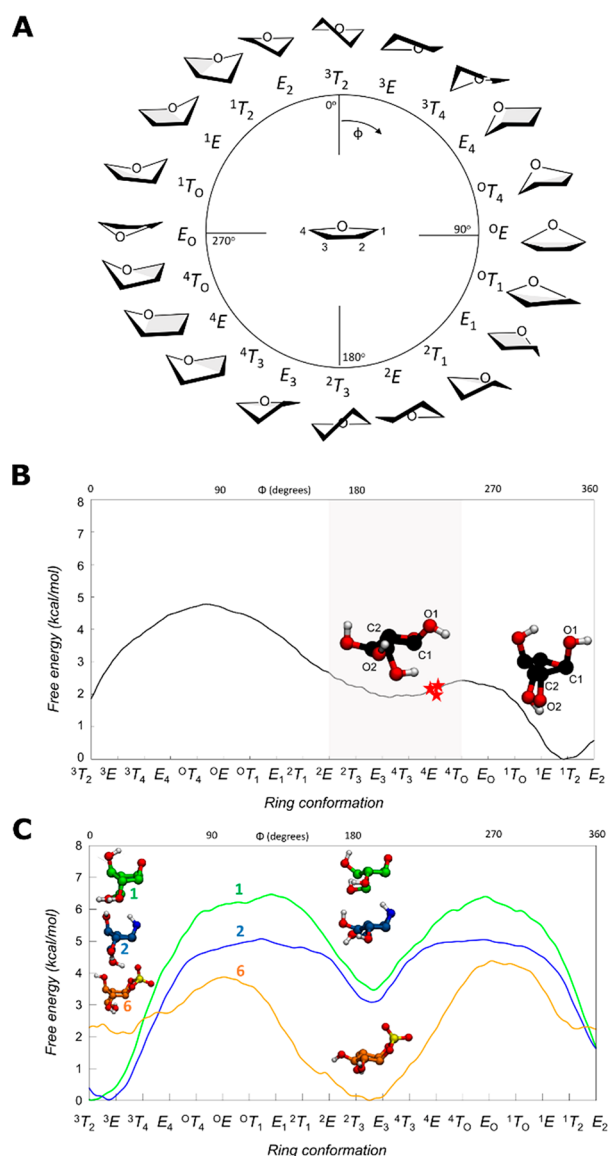 A
³T₂
0°
³E
³T₄
E₄
ᴼT₄
ᴼE
ᴼT₁
E₁
²T₁
²E
²T₃
E₃
⁴T₃
⁴E
⁴Tₒ
Eₒ
¹Tₒ
¹E
¹T₂
E₂
ϕ
90°
180°
270°
O
4 3 2 1
B
0 90 Φ (degrees) 180 270 360
8
7
6
5
4
3
2
1
0
Free energy (kcal/mol)
C2 O1
O2 C1
O1
C2 C1
O2
³T₂ ³E ³T₄ E₄ ᴼT₄ ᴼE ᴼT₁ E₁ ²T₁ ²E ²T₃ E₃ ⁴T₃ ⁴E ⁴Tₒ Eₒ ¹Tₒ ¹E ¹T₂ E₂
Ring conformation
C
0 90 Φ (degrees) 180 270 360
8
7
6
5
4
3
2
1
0
Free energy (kcal/mol)
1
2
6
1
2
6
³T₂ ³E ³T₄ E₄ ᴼT₄ ᴼE ᴼT₁ E₁ ²T₁ ²E ²T₃ E₃ ⁴T₃ ⁴E ⁴Tₒ Eₒ ¹Tₒ ¹E ¹T₂ E₂
Ring conformation